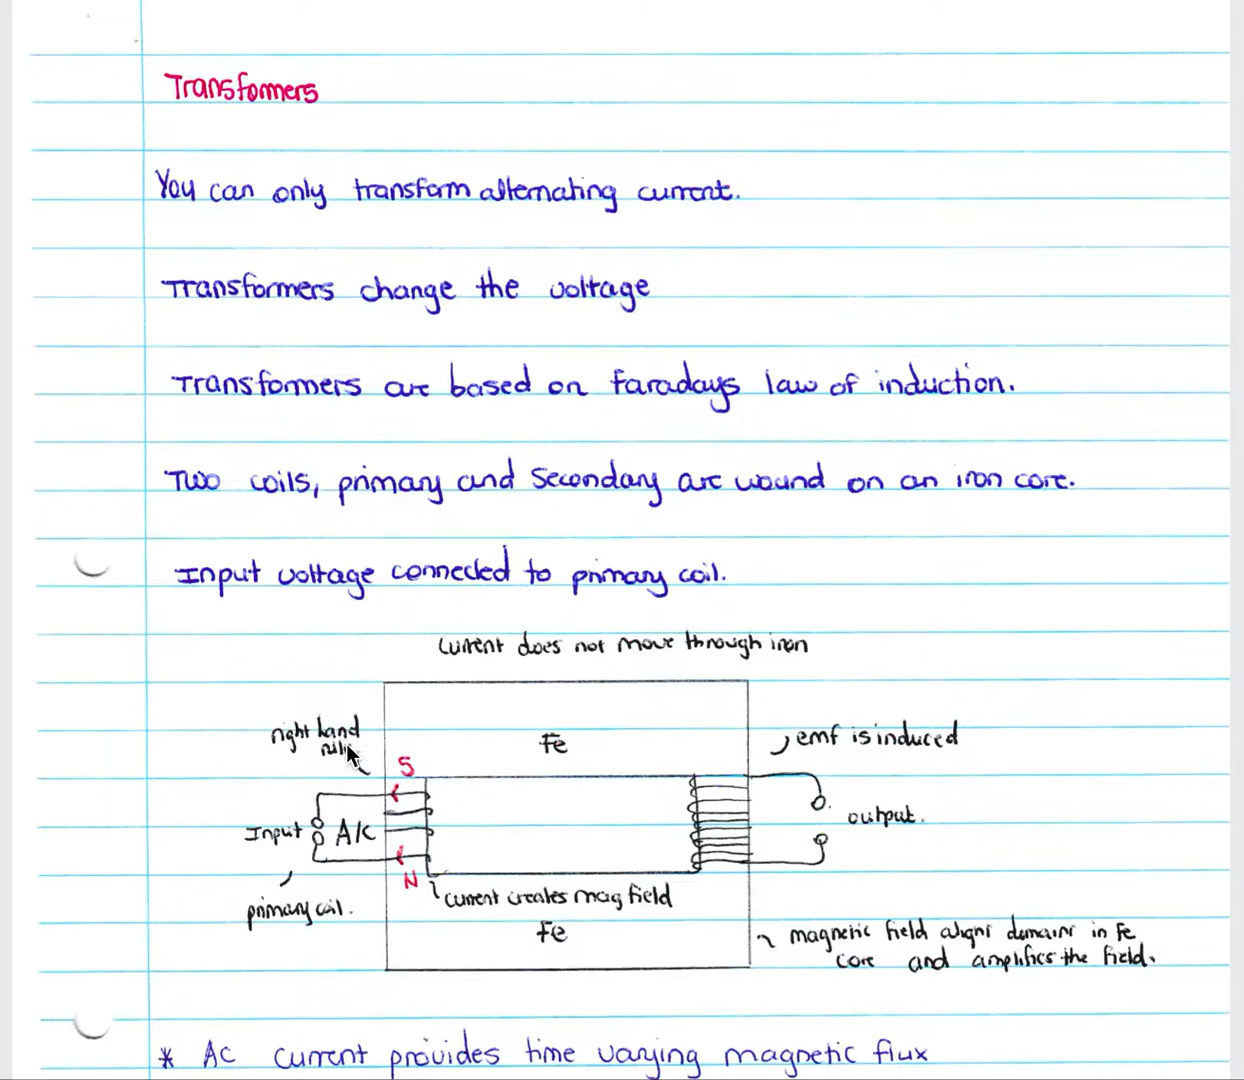 Transformers
You can only transform alternating current.
Transformers change the voltage
Transformers are based on Faradays law of induction.
Two coils, primary and secondary are wound on an iron core.
Input voltage connected to primary coil.
current does not move through iron
right hand
rule
Fe
emf is induced
S
Input
A/C
output.
N
primary coil.
current creates mag field
Fe
magnetic field aligns domains in Fe
core and amplifies the field.
* AC current provides time varying magnetic flux